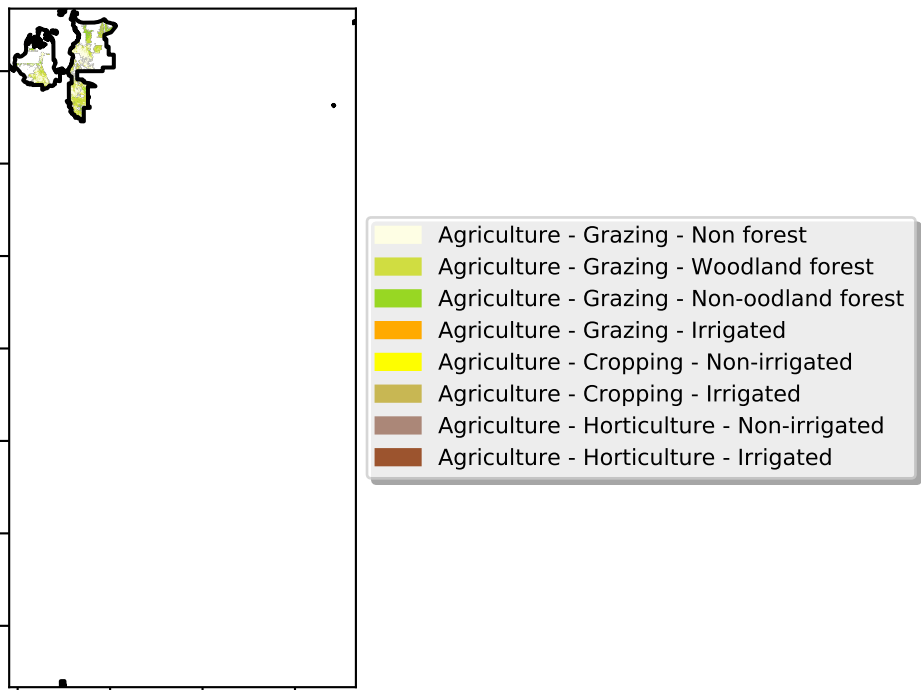 Agriculture - Grazing - Non forest
Agriculture - Grazing - Woodland forest
Agriculture - Grazing - Non-oodland forest
Agriculture - Grazing - Irrigated
Agriculture - Cropping - Non-irrigated
Agriculture - Cropping - Irrigated
Agriculture - Horticulture - Non-irrigated
Agriculture - Horticulture - Irrigated